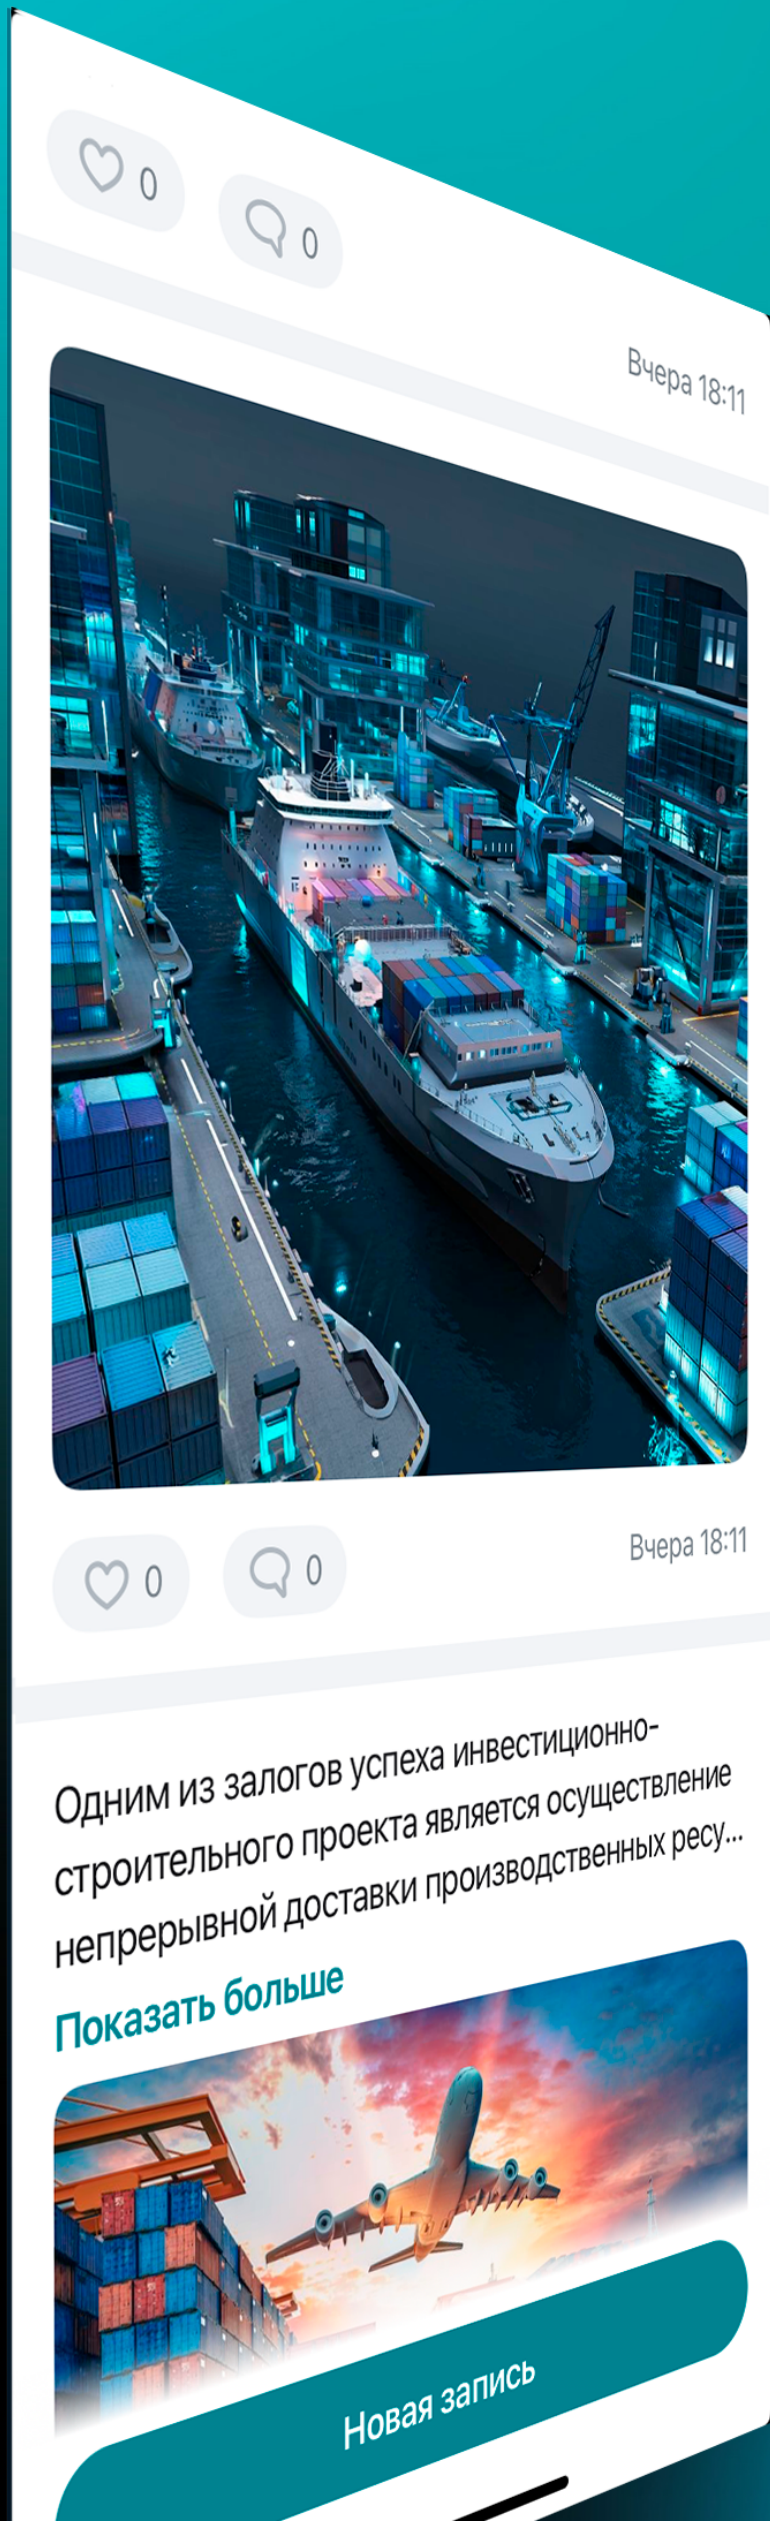 0 0
Вчера 18:11
0 0 Вчера 18:11
Одним из залогов успеха инвестиционно-
строительного проекта является осуществление
непрерывной доставки производственных ресу...
Показать больше
Новая запись